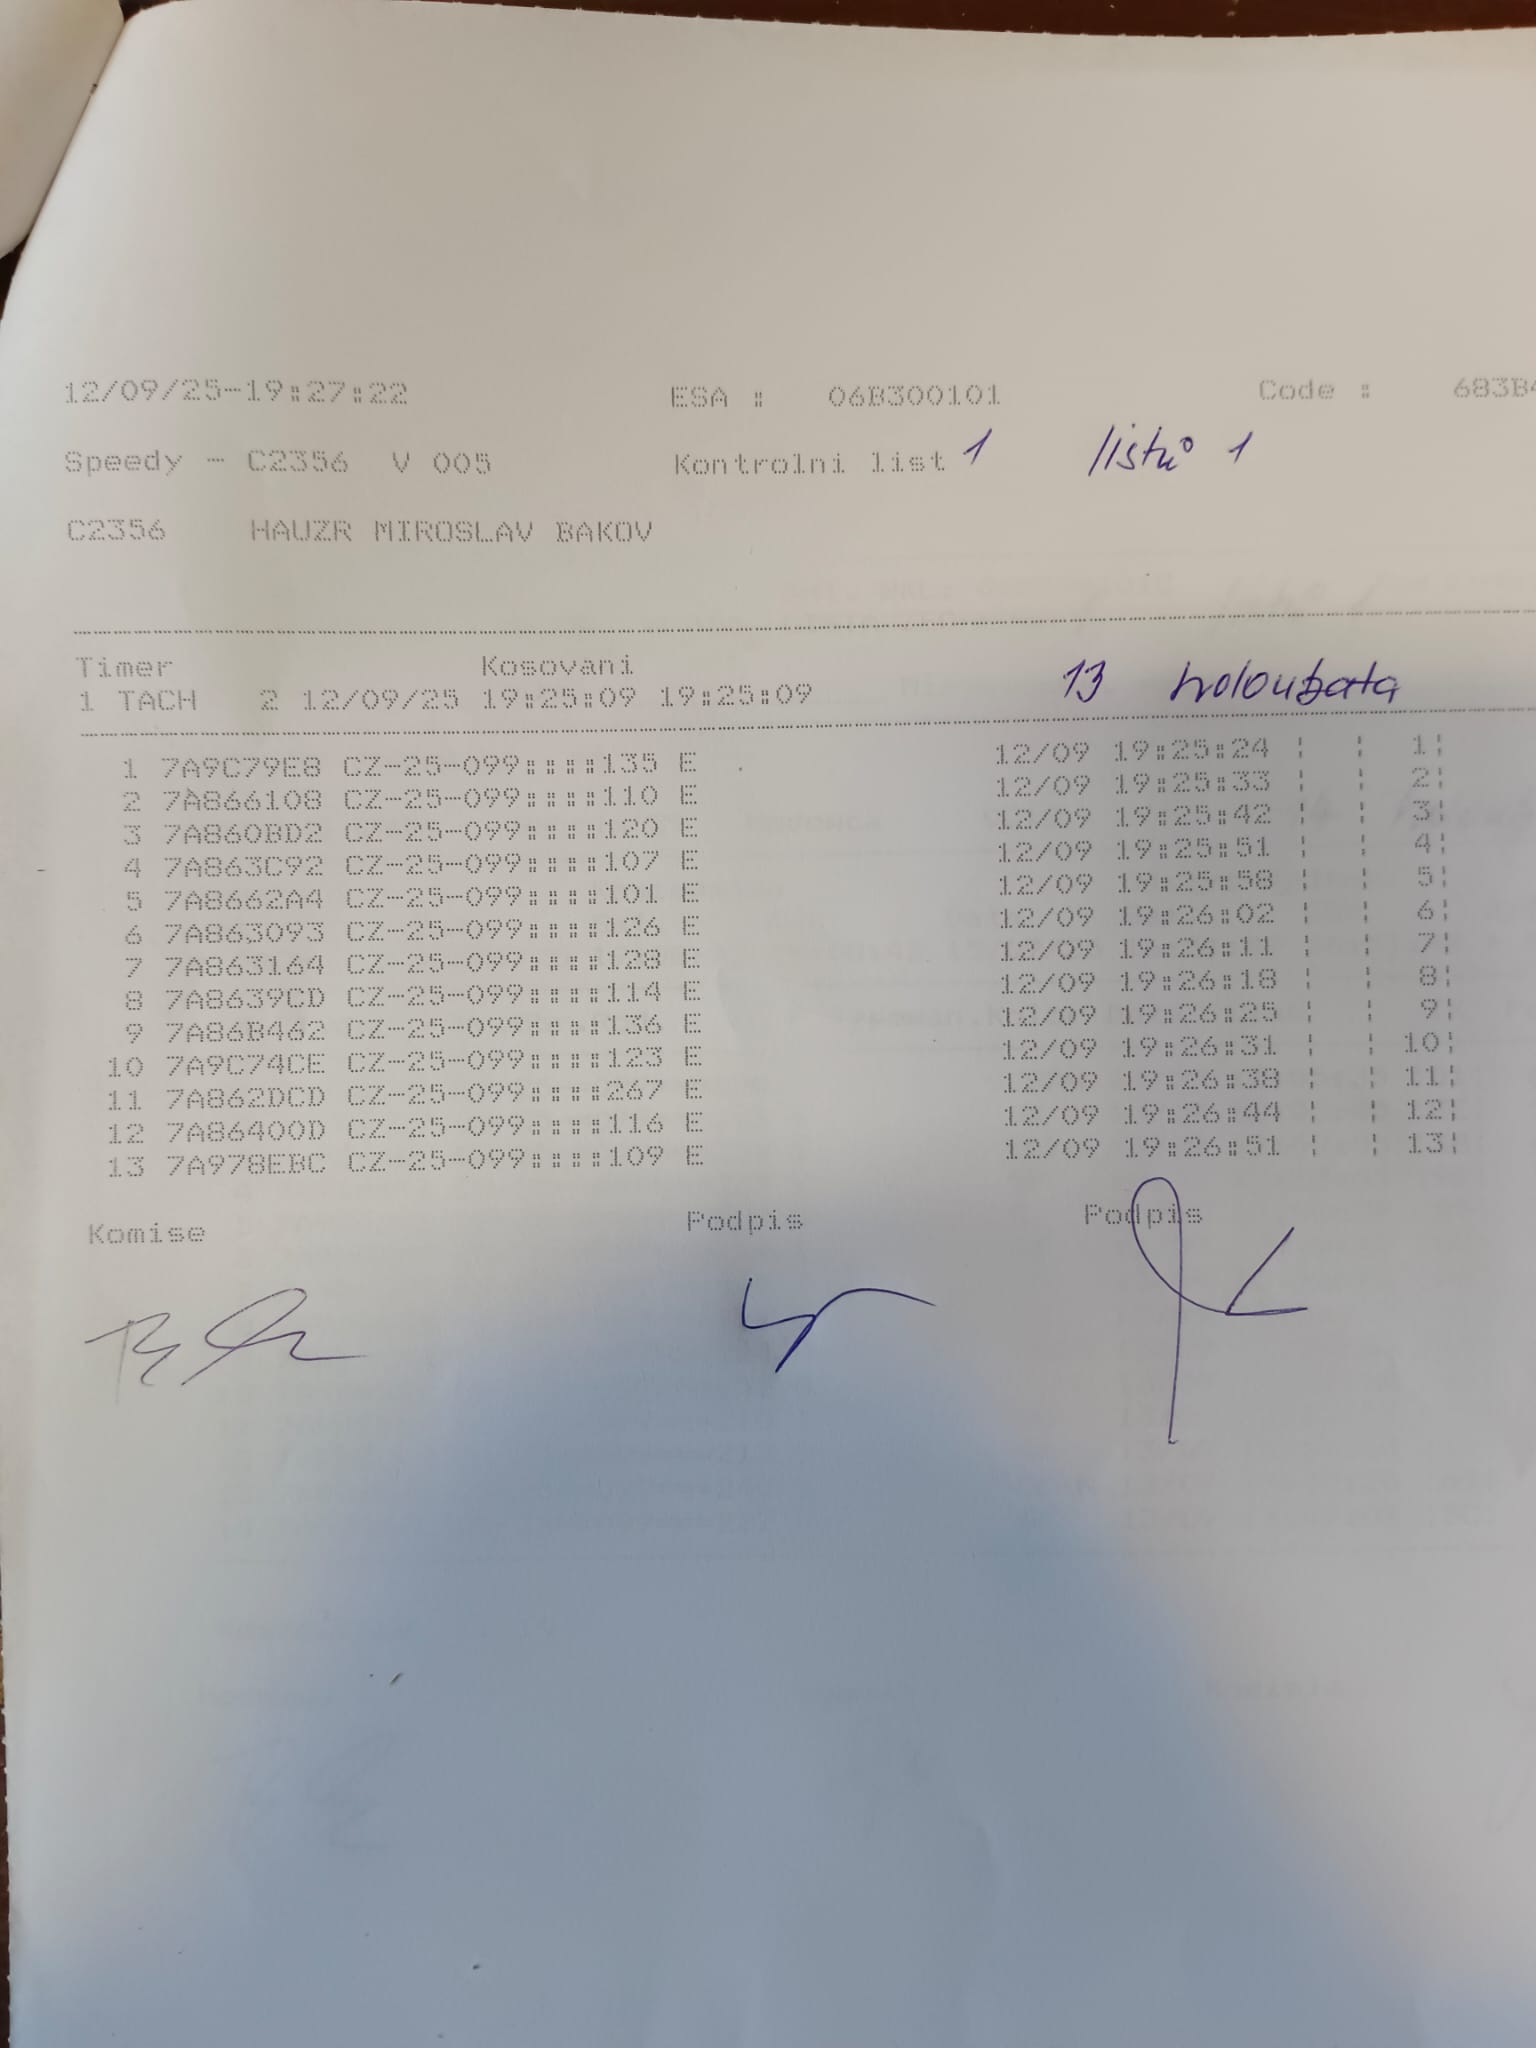 12/09/25-19:27:22 ESA : 06B300101 Code : 683B4
Speedy - C2356 V 005 Kontrolni list 1 listů 1
C2356 HAUZR MIROSLAV BAKOV
Timer Kosovani
1 TACH 2 12/09/25 19:25:09 19:25:09 13 holoubata
1 7A9C79E8 CZ-25-099::::135 E 12/09 19:25:24 ¦ ¦ 1¦
2 7A866108 CZ-25-099::::110 E 12/09 19:25:33 ¦ ¦ 2¦
3 7A860BD2 CZ-25-099::::120 E 12/09 19:25:42 ¦ ¦ 3¦
4 7A863C92 CZ-25-099::::107 E 12/09 19:25:51 ¦ ¦ 4¦
5 7A8662A4 CZ-25-099::::101 E 12/09 19:25:58 ¦ ¦ 5¦
6 7A863093 CZ-25-099::::126 E 12/09 19:26:02 ¦ ¦ 6¦
7 7A863164 CZ-25-099::::128 E 12/09 19:26:11 ¦ ¦ 7¦
8 7A8639CD CZ-25-099::::114 E 12/09 19:26:18 ¦ ¦ 8¦
9 7A86B462 CZ-25-099::::136 E 12/09 19:26:25 ¦ ¦ 9¦
10 7A9C74CE CZ-25-099::::123 E 12/09 19:26:31 ¦ ¦ 10¦
11 7A862DCD CZ-25-099::::267 E 12/09 19:26:38 ¦ ¦ 11¦
12 7A86400D CZ-25-099::::116 E 12/09 19:26:44 ¦ ¦ 12¦
13 7A978EBC CZ-25-099::::109 E 12/09 19:26:51 ¦ ¦ 13¦
Komise Podpis Podpis